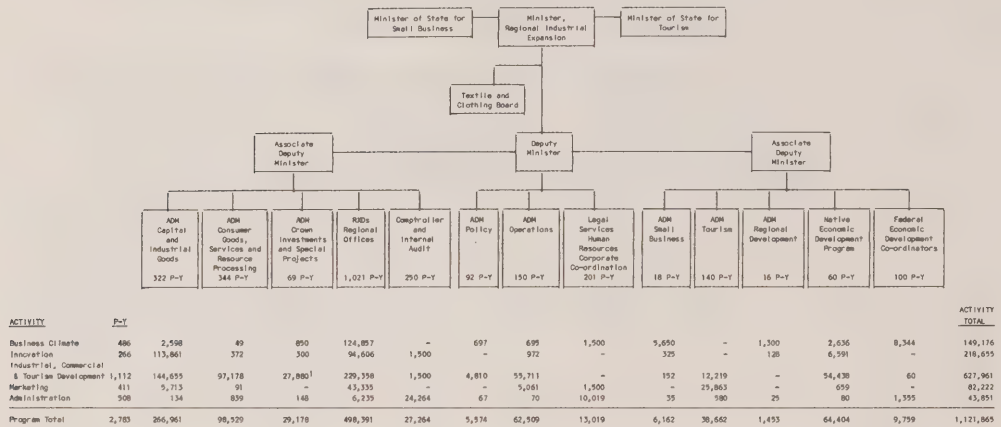 Minister of State for
Small Business
Minister,
Regional Industrial
Expansion
Minister of State for
Tourism
Textile and
Clothing Board
Associate
Deputy
Minister
Deputy
Minister
Associate
Deputy
Minister
ADM
Capital
and
Industrial
Goods
322 P-Y
ADM
Consumer
Goods,
Services and
Resource
Processing
344 P-Y
ADM
Crown
Investments
and Special
Projects
69 P-Y
RXDs
Regional
Offices
1,021 P-Y
Comptroller
and
Internal
Audit
250 P-Y
ADM
Policy
92 P-Y
ADM
Operations
150 P-Y
Legal
Services
Human
Resources
Corporate
Co-ordination
201 P-Y
ADM
Small
Business
18 P-Y
ADM
Tourism
140 P-Y
ADM
Regional
Development
16 P-Y
Native
Economic
Development
Program
60 P-Y
Federal
Economic
Development
Co-ordinators
100 P-Y
ACTIVITY P-Y ACTIVITY TOTAL
Business Climate 486 2,598 49 850 124,857 - 697 695 1,500 5,650 - 1,300 2,636 8,344 149,176
Innovation 266 113,861 372 300 94,606 1,500 - 972 - 325 - 128 6,591 - 218,655
Industrial, Commercial
& Tourism Development 1,112 144,655 97,178 27,880¹ 229,358 1,500 4,810 55,711 - 152 12,219 - 54,438 60 627,961
Marketing 411 5,713 91 - 43,335 - - 5,061 1,500 - 25,863 - 659 - 82,222
Administration 508 134 839 148 6,235 24,264 67 70 10,019 35 580 25 80 1,355 43,851
Program Total 2,783 266,961 98,529 29,178 498,391 27,264 5,574 62,509 13,019 6,162 38,662 1,453 64,404 9,759 1,121,865